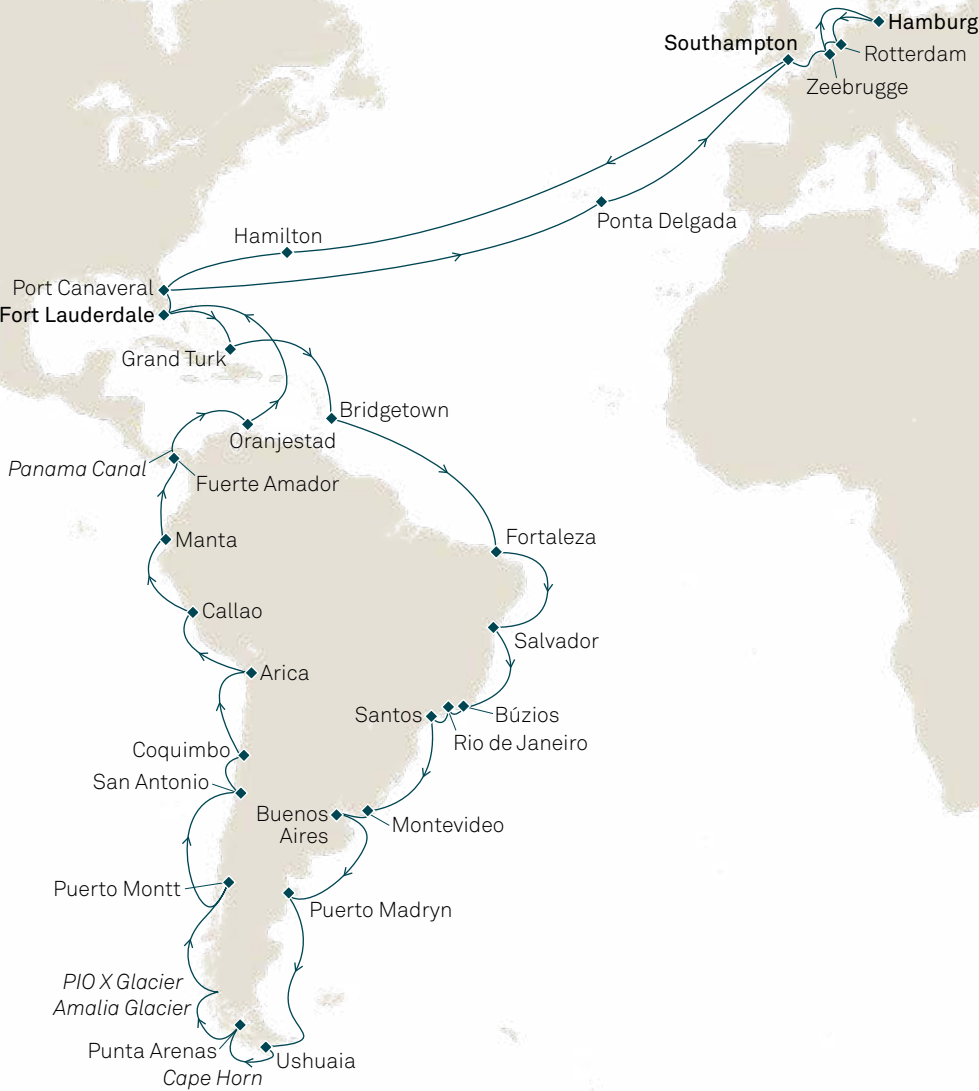 Hamburg
Southampton
Rotterdam
Zeebrugge
Ponta Delgada
Hamilton
Port Canaveral
Fort Lauderdale
Grand Turk
Bridgetown
Oranjestad
Panama Canal
Fuerte Amador
Fortaleza
Manta
Callao
Salvador
Arica
Santos
Búzios
Rio de Janeiro
Coquimbo
San Antonio
Buenos
Aires
Montevideo
Puerto Montt
Puerto Madryn
PIO X Glacier
Amalia Glacier
Punta Arenas
Ushuaia
Cape Horn